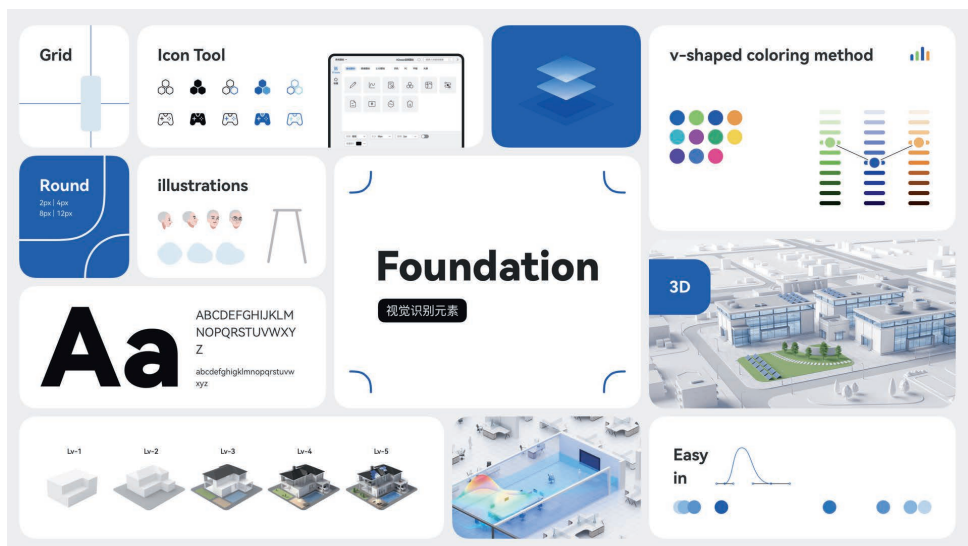 Grid
Icon Tool
v-shaped coloring method
Round
2px | 4px
8px | 12px
illustrations
Foundation
视觉识别元素
3D
Aa
ABCDEFGHIJKLM
NOPQRSTUVWXY
Z
abcdefghigklmnopqrstuvw
xyz
Lv-1
Lv-2
Lv-3
Lv-4
Lv-5
Easy
in